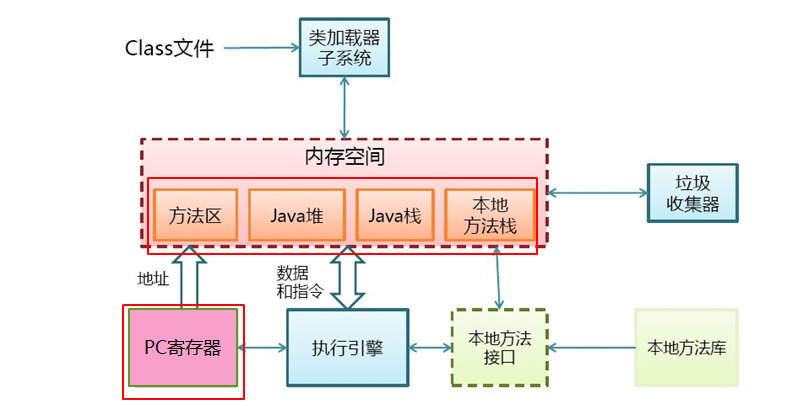 Class文件
类加载器
子系统
内存空间
方法区
Java堆
Java栈
本地
方法栈
垃圾
收集器
地址
数据
和指令
PC寄存器
执行引擎
本地方法
接口
本地方法库